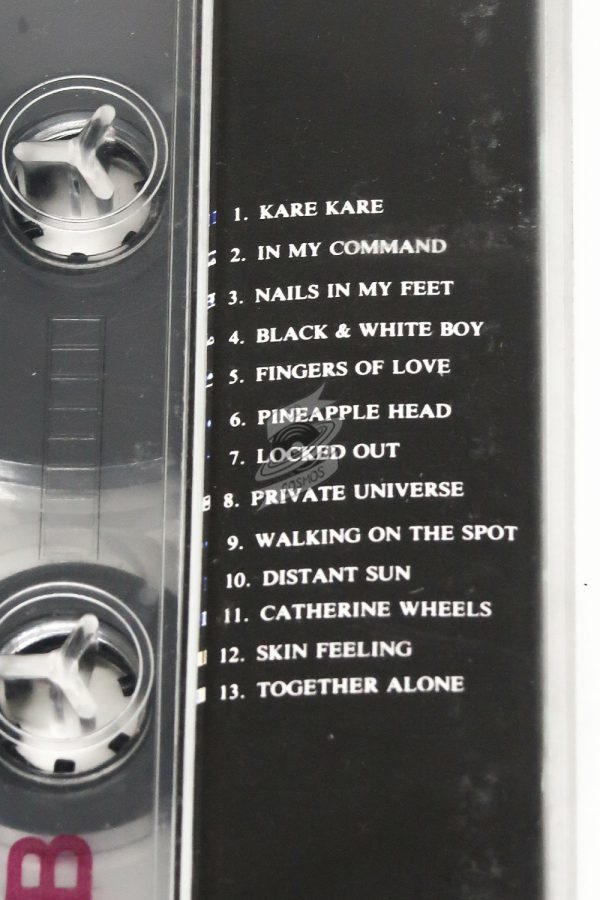 1. KARE KARE
2. IN MY COMMAND
3. NAILS IN MY FEET
4. BLACK & WHITE BOY
5. FINGERS OF LOVE
6. PINEAPPLE HEAD
7. LOCKED OUT
COSMOS
8. PRIVATE UNIVERSE
9. WALKING ON THE SPOT
10. DISTANT SUN
11. CATHERINE WHEELS
12. SKIN FEELING
13. TOGETHER ALONE
B